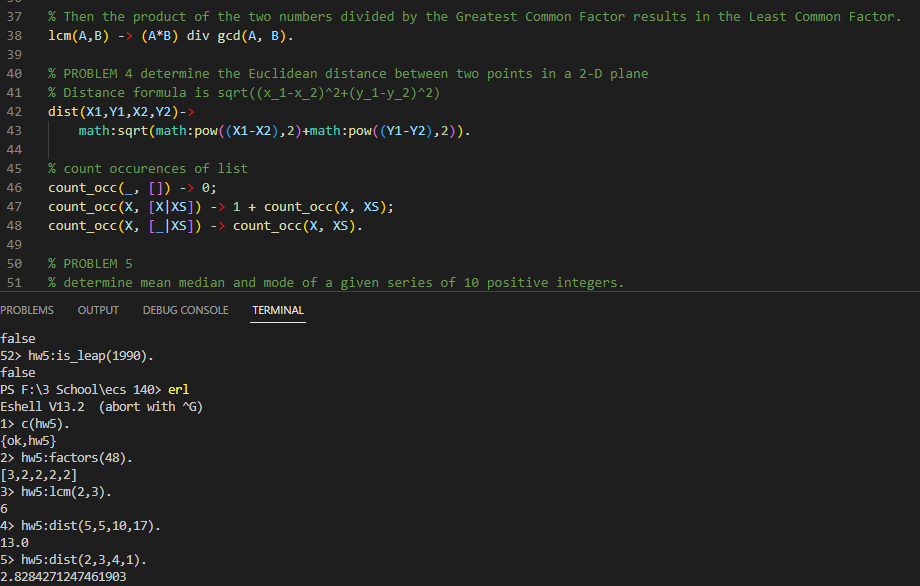 37 % Then the product of the two numbers divided by the Greatest Common Factor results in the Least Common Factor.
38 lcm(A,B) -> (A*B) div gcd(A, B).
39
40 % PROBLEM 4 determine the Euclidean distance between two points in a 2-D plane
41 % Distance formula is sqrt((x_1-x_2)^2+(y_1-y_2)^2)
42 dist(X1,Y1,X2,Y2)->
43 math:sqrt(math:pow((X1-X2),2)+math:pow((Y1-Y2),2)).
44
45 % count occurences of list
46 count_occ(_, []) -> 0;
47 count_occ(X, [X|XS]) -> 1 + count_occ(X, XS);
48 count_occ(X, [_|XS]) -> count_occ(X, XS).
49
50 % PROBLEM 5
51 % determine mean median and mode of a given series of 10 positive integers.
PROBLEMS OUTPUT DEBUG CONSOLE TERMINAL
false
52> hw5:is_leap(1990).
false
PS F:\3 School\ecs 140> erl
Eshell V13.2 (abort with ^G)
1> c(hw5).
{ok,hw5}
2> hw5:factors(48).
[3,2,2,2,2]
3> hw5:lcm(2,3).
6
4> hw5:dist(5,5,10,17).
13.0
5> hw5:dist(2,3,4,1).
2.8284271247461903